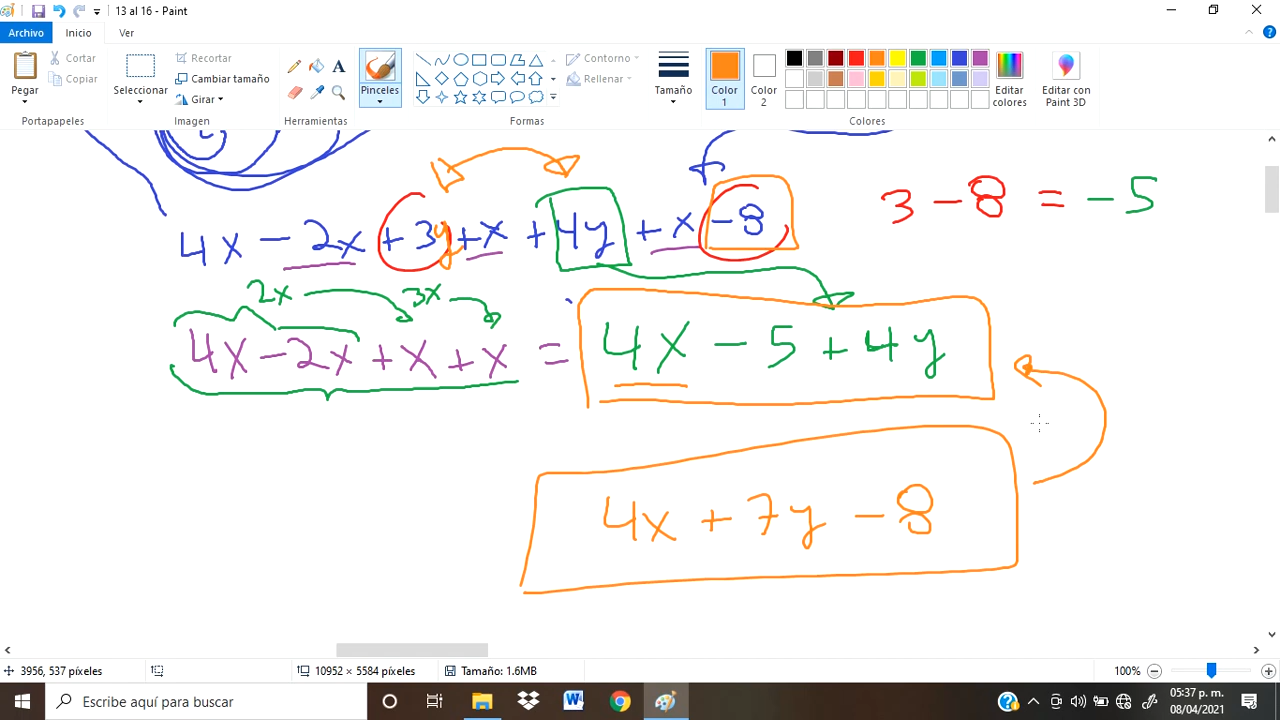 13 al 16 - Paint
Archivo Inicio Ver
Pegar Cortar Copiar Seleccionar Recortar Cambiar tamaño Girar Pinceles Contorno Rellenar Tamaño Color 1 Color 2 Editar colores Editar con Paint 3D
Portapapeles Imagen Herramientas Formas Colores
3 - 8 = - 5
4x - 2x + 3y + x + 4y + x - 8
2x 3x
4x - 2x + x + x = 4x - 5 + 4y
4x + 7y - 8
3956, 537 píxeles 10952 × 5584 píxeles Tamaño: 1.6MB 100%
Escribe aquí para buscar 05:37 p. m.
08/04/2021